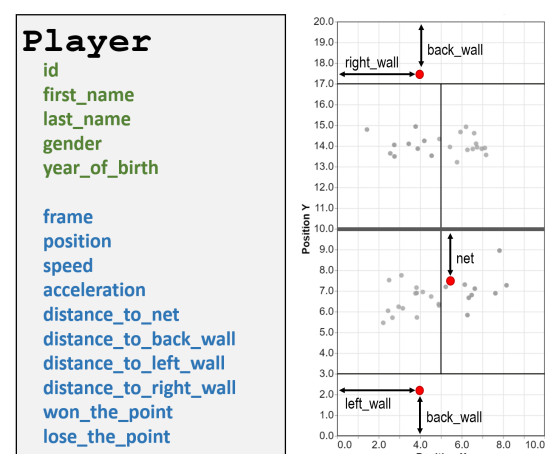 Player
id
first_name
last_name
gender
year_of_birth
frame
position
speed
acceleration
distance_to_net
distance_to_back_wall
distance_to_left_wall
distance_to_right_wall
won_the_point
lose_the_point
20.0
19.0
18.0
17.0
16.0
15.0
14.0
13.0
12.0
11.0
10.0
9.0
8.0
7.0
6.0
5.0
4.0
3.0
2.0
1.0
0.0
Position Y
back_wall
right_wall
net
left_wall
back_wall
0.0 2.0 4.0 6.0 8.0 10.0